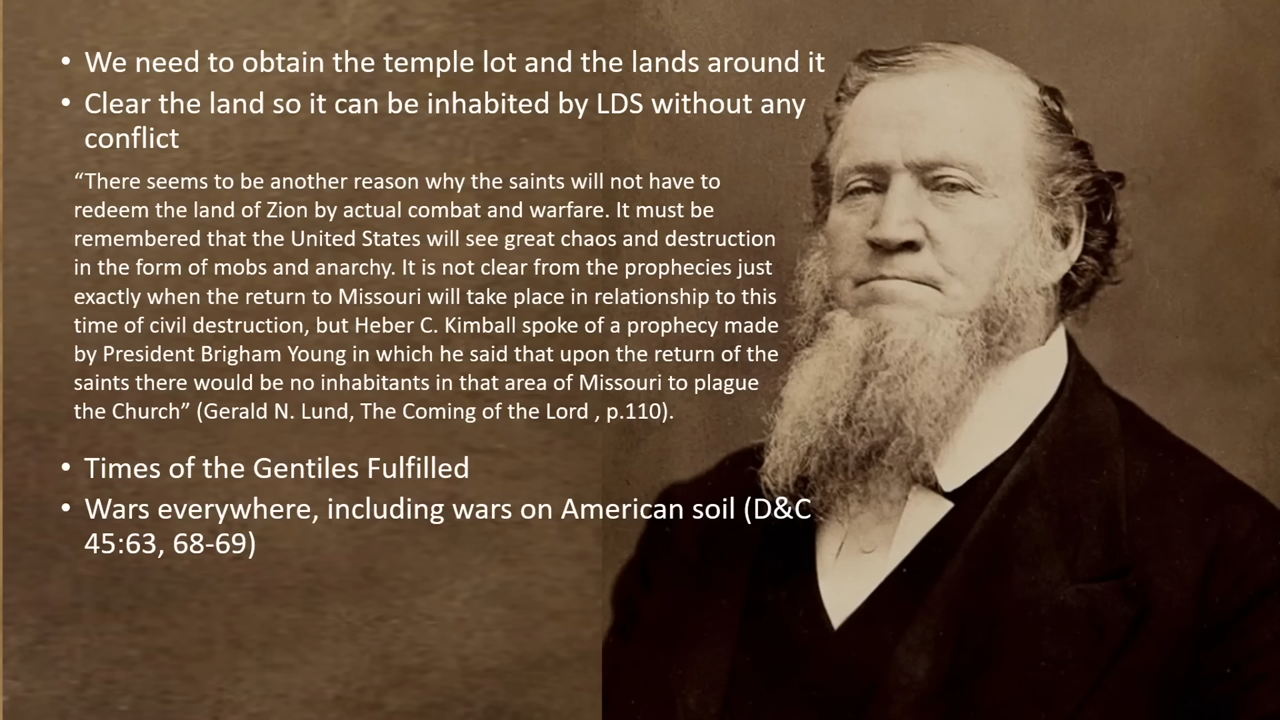 • We need to obtain the temple lot and the lands around it
• Clear the land so it can be inhabited by LDS without any
conflict
“There seems to be another reason why the saints will not have to
redeem the land of Zion by actual combat and warfare. It must be
remembered that the United States will see great chaos and destruction
in the form of mobs and anarchy. It is not clear from the prophecies just
exactly when the return to Missouri will take place in relationship to this
time of civil destruction, but Heber C. Kimball spoke of a prophecy made
by President Brigham Young in which he said that upon the return of the
saints there would be no inhabitants in that area of Missouri to plague
the Church” (Gerald N. Lund, The Coming of the Lord , p.110).
• Times of the Gentiles Fulfilled
• Wars everywhere, including wars on American soil (D&C
45:63, 68-69)